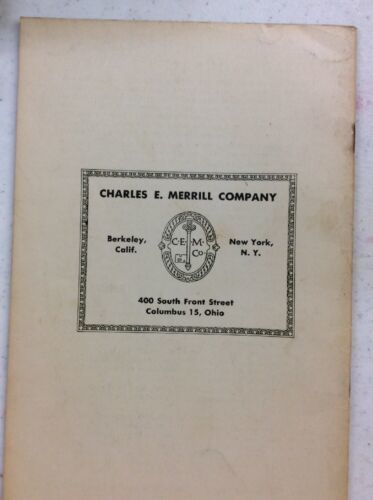 CHARLES E. MERRILL COMPANY
Berkeley,
Calif.
C·E·M·
Co
New York,
N. Y.
400 South Front Street
Columbus 15, Ohio